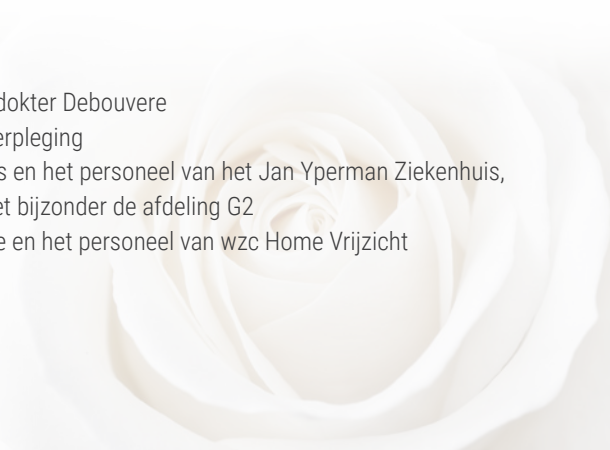 dokter Debouvere
erpleging
s en het personeel van het Jan Yperman Ziekenhuis,
et bijzonder de afdeling G2
e en het personeel van wzc Home Vrijzicht